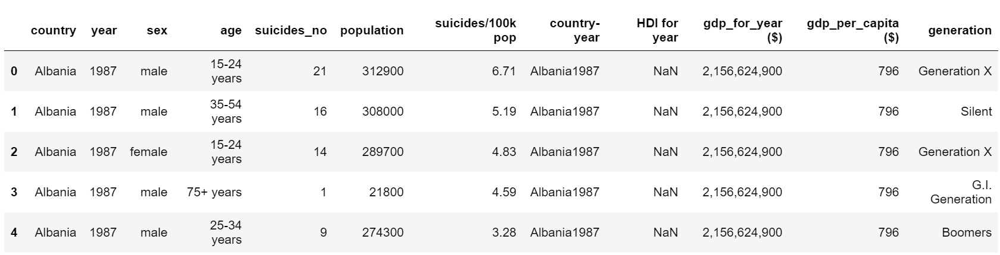 country year sex age suicides_no population suicides/100k pop country-year HDI for year gdp_for_year ($) gdp_per_capita ($) generation
0 Albania 1987 male 15-24 years 21 312900 6.71 Albania1987 NaN 2,156,624,900 796 Generation X
1 Albania 1987 male 35-54 years 16 308000 5.19 Albania1987 NaN 2,156,624,900 796 Silent
2 Albania 1987 female 15-24 years 14 289700 4.83 Albania1987 NaN 2,156,624,900 796 Generation X
3 Albania 1987 male 75+ years 1 21800 4.59 Albania1987 NaN 2,156,624,900 796 G.I. Generation
4 Albania 1987 male 25-34 years 9 274300 3.28 Albania1987 NaN 2,156,624,900 796 Boomers